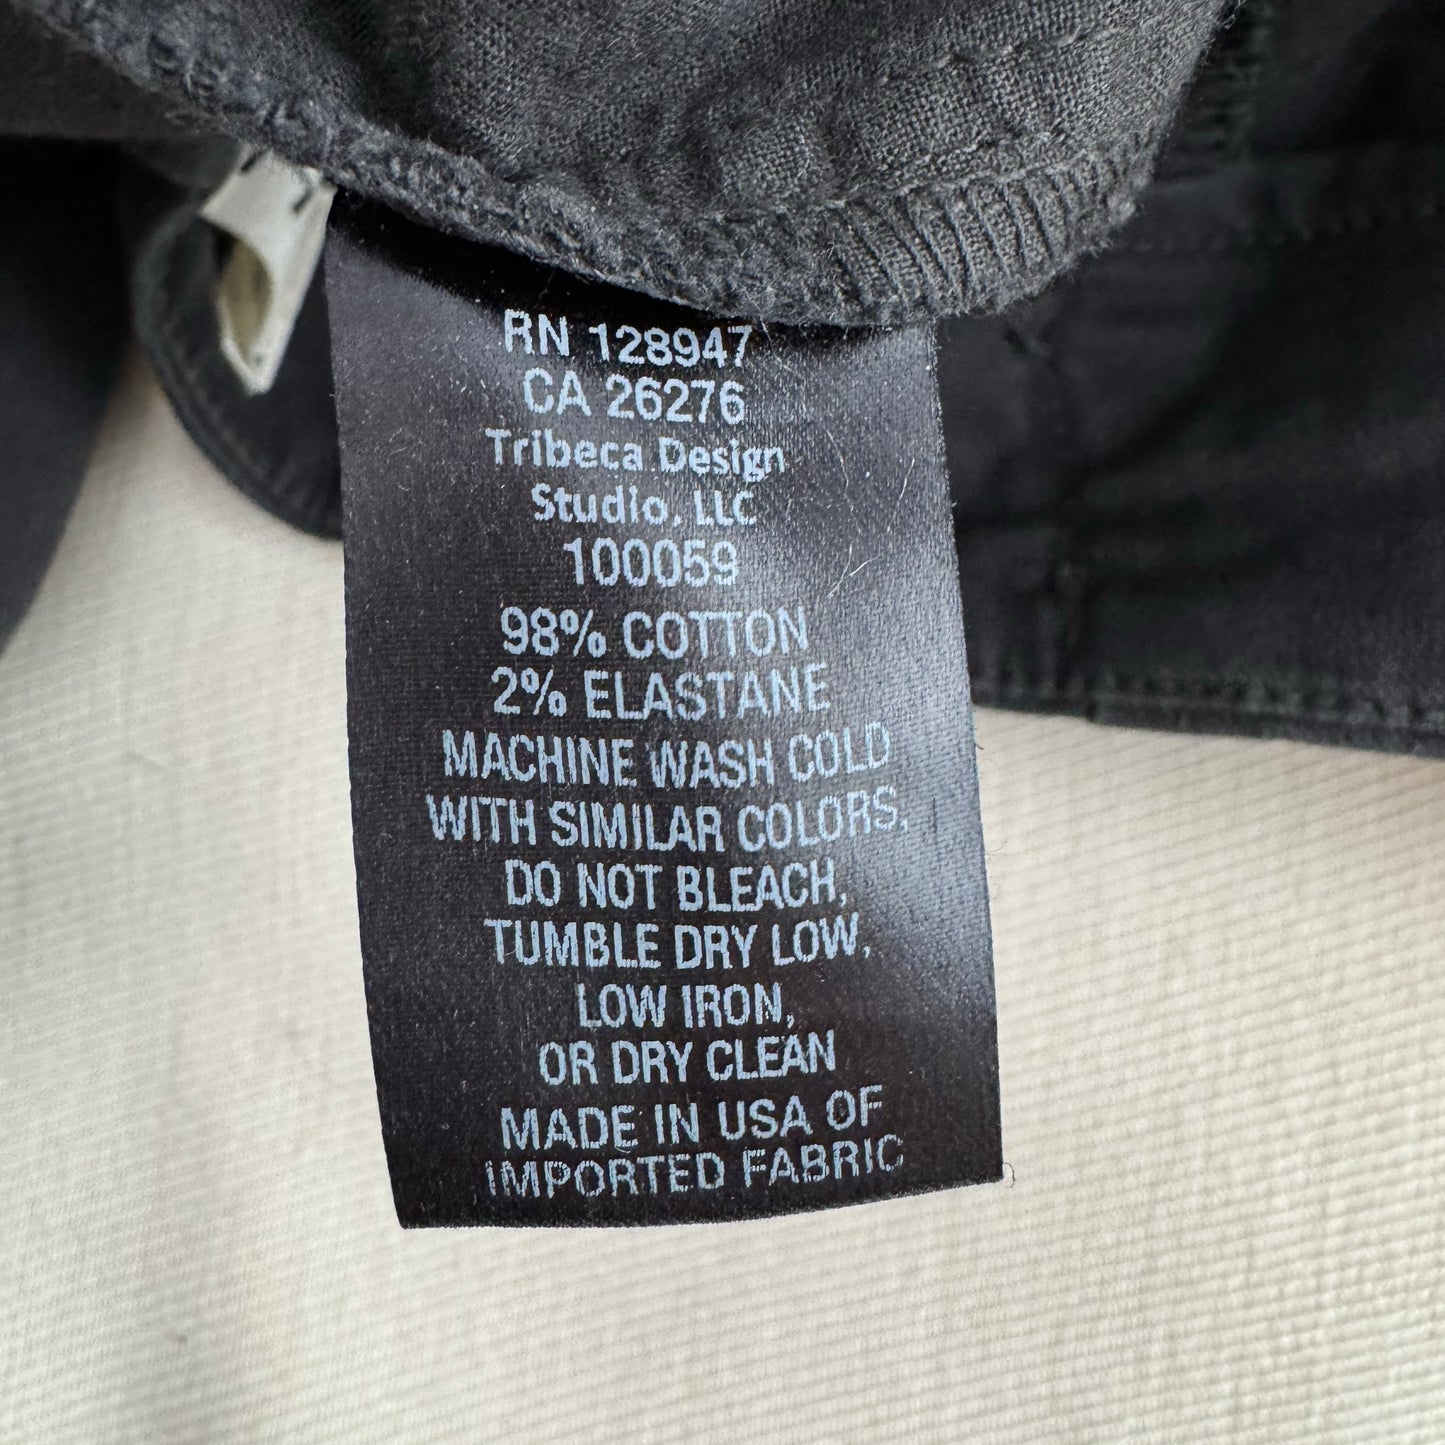 RN 128947
CA 26276
Tribeca Design
Studio, LLC
100059
98% COTTON
2% ELASTANE
MACHINE WASH COLD
WITH SIMILAR COLORS,
DO NOT BLEACH,
TUMBLE DRY LOW,
LOW IRON,
OR DRY CLEAN
MADE IN USA OF
IMPORTED FABRIC